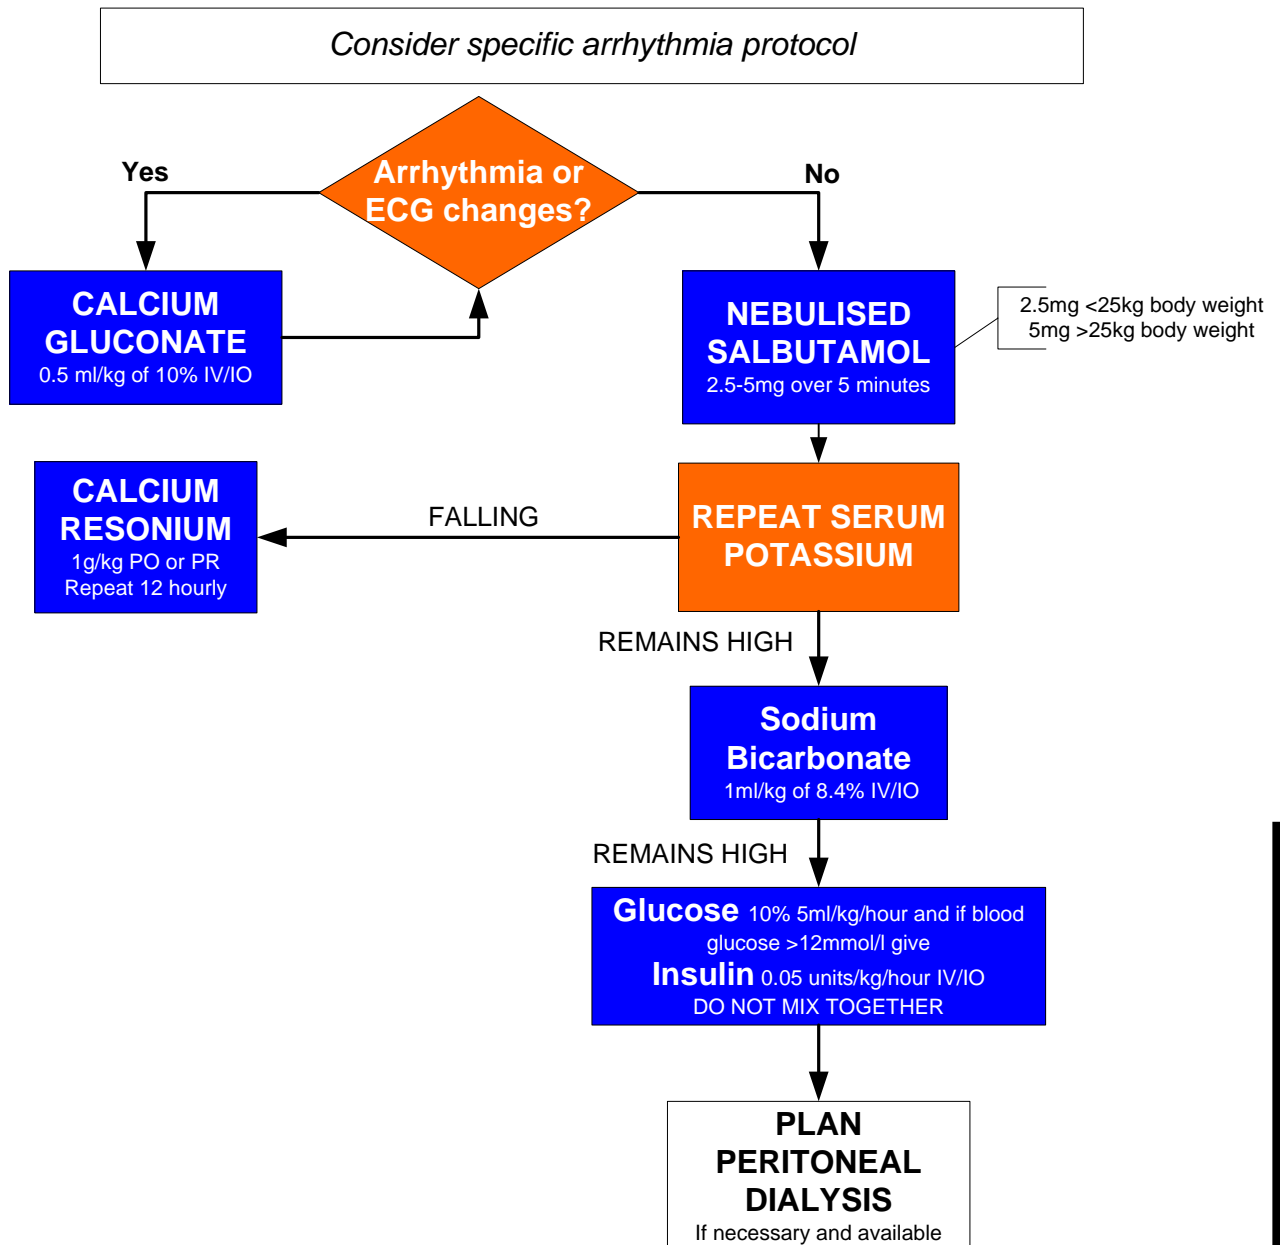 Consider specific arrhythmia protocol
Arrhythmia or
ECG changes?
Yes
No
CALCIUM
GLUCONATE
0.5 ml/kg of 10% IV/IO
NEBULISED
SALBUTAMOL
2.5-5mg over 5 minutes
2.5mg <25kg body weight
5mg >25kg body weight
REPEAT SERUM
POTASSIUM
FALLING
CALCIUM
RESONIUM
1g/kg PO or PR
Repeat 12 hourly
REMAINS HIGH
Sodium
Bicarbonate
1ml/kg of 8.4% IV/IO
REMAINS HIGH
Glucose 10% 5ml/kg/hour and if blood
glucose >12mmol/l give
Insulin 0.05 units/kg/hour IV/IO
DO NOT MIX TOGETHER
PLAN
PERITONEAL
DIALYSIS
If necessary and available